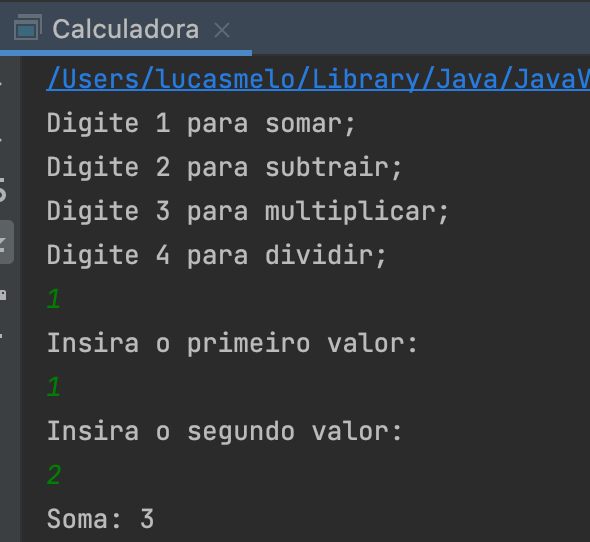 Calculadora
/Users/lucasmelo/Library/Java/JavaV
Digite 1 para somar;
Digite 2 para subtrair;
Digite 3 para multiplicar;
Digite 4 para dividir;
1
Insira o primeiro valor:
1
Insira o segundo valor:
2
Soma: 3